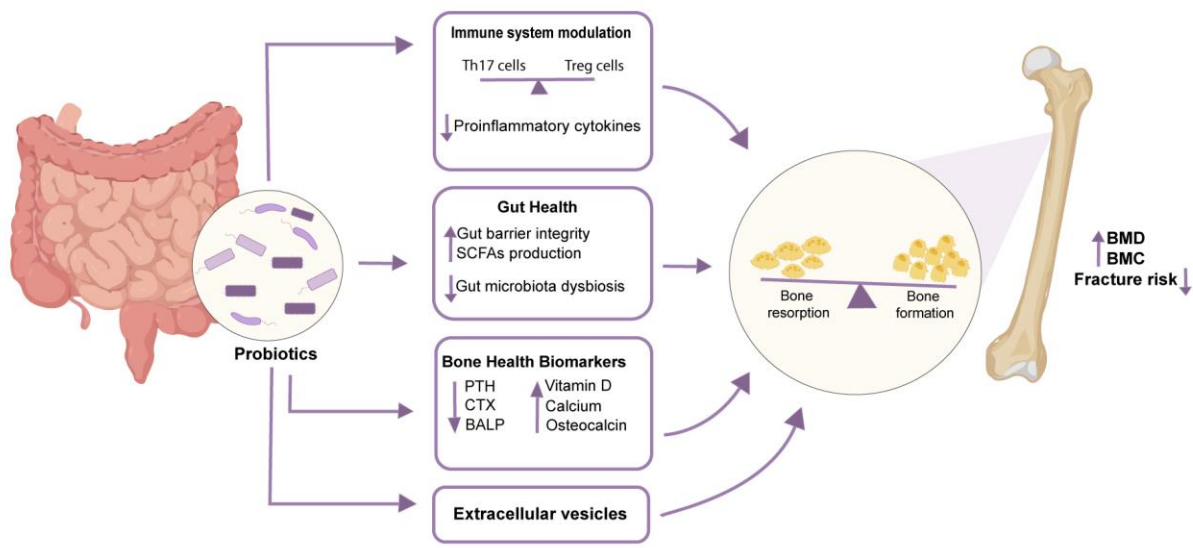 Immune system modulation
Th17 cells Treg cells
Proinflammatory cytokines
Gut Health
Gut barrier integrity
SCFAs production
Gut microbiota dysbiosis
Probiotics
Bone Health Biomarkers
PTH Vitamin D
CTX Calcium
BALP Osteocalcin
Extracellular vesicles
Bone
resorption
Bone
formation
BMD
BMC
Fracture risk